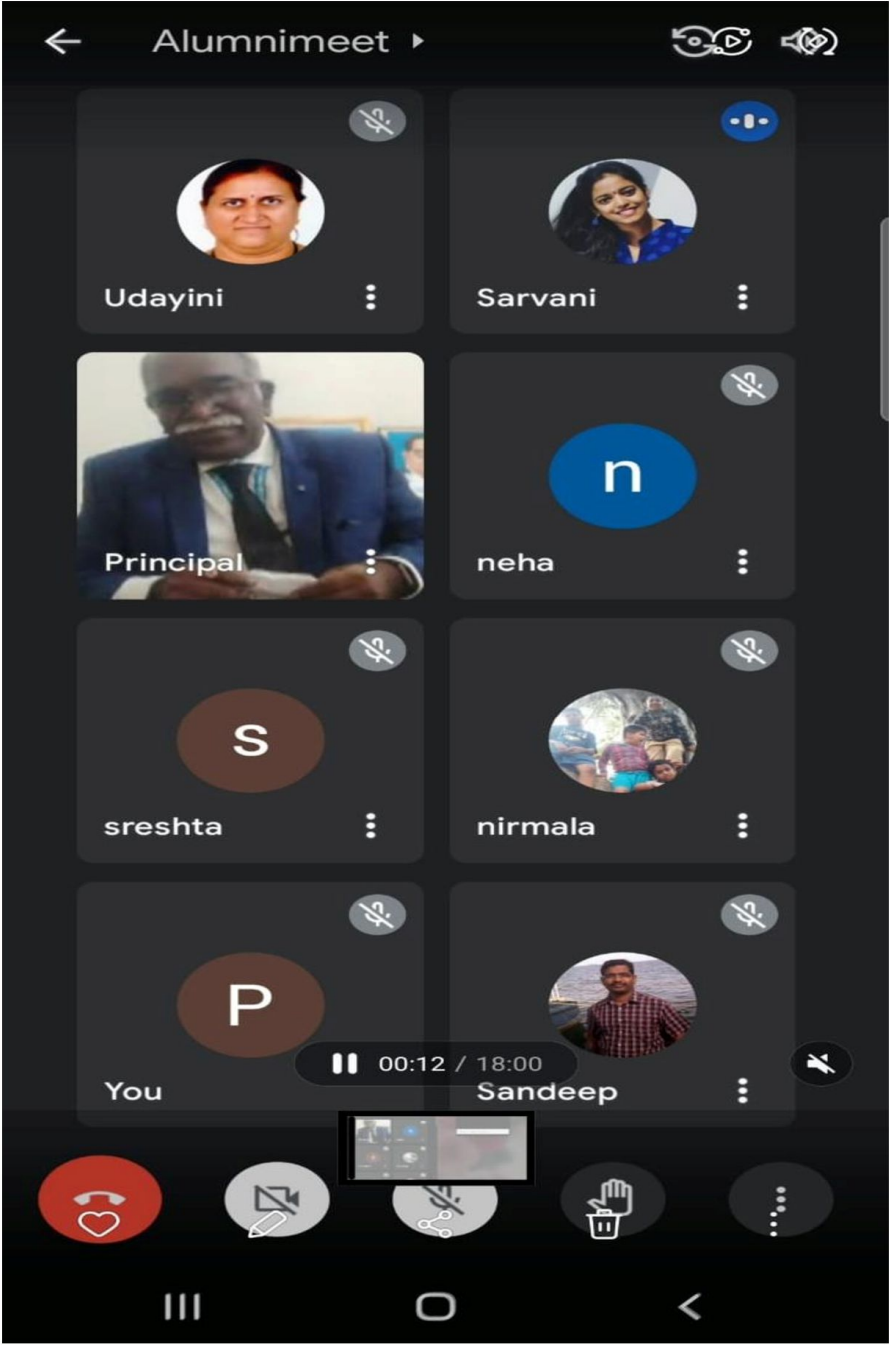 Alumnimeet
Udayini
Sarvani
Principal
n
neha
s
sreshta
nirmala
P
You
00:12 / 18:00
Sandeep